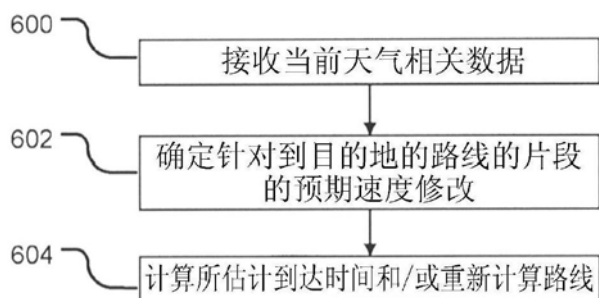 600
接收当前天气相关数据
602
确定针对到目的地的路线的片段
的预期速度修改
604
计算所估计到达时间和/或重新计算路线